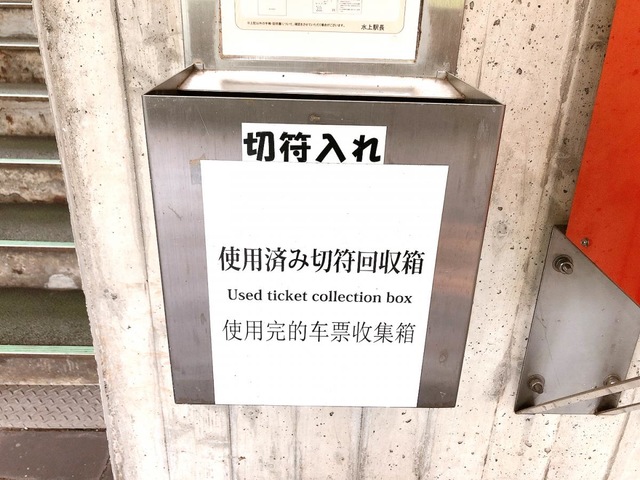 水上駅長
切符入れ
使用済み切符回収箱
Used ticket collection box
使用完的车票收集箱